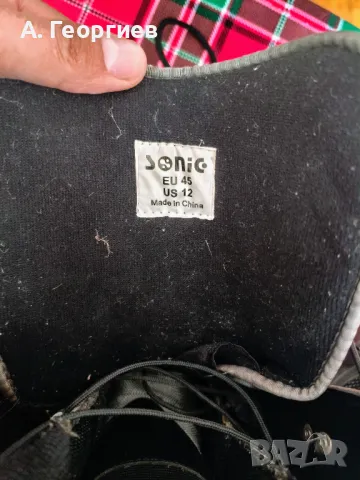 А. Георгиев
SONIC
EU 45
US 12
Made in China
BAZAR